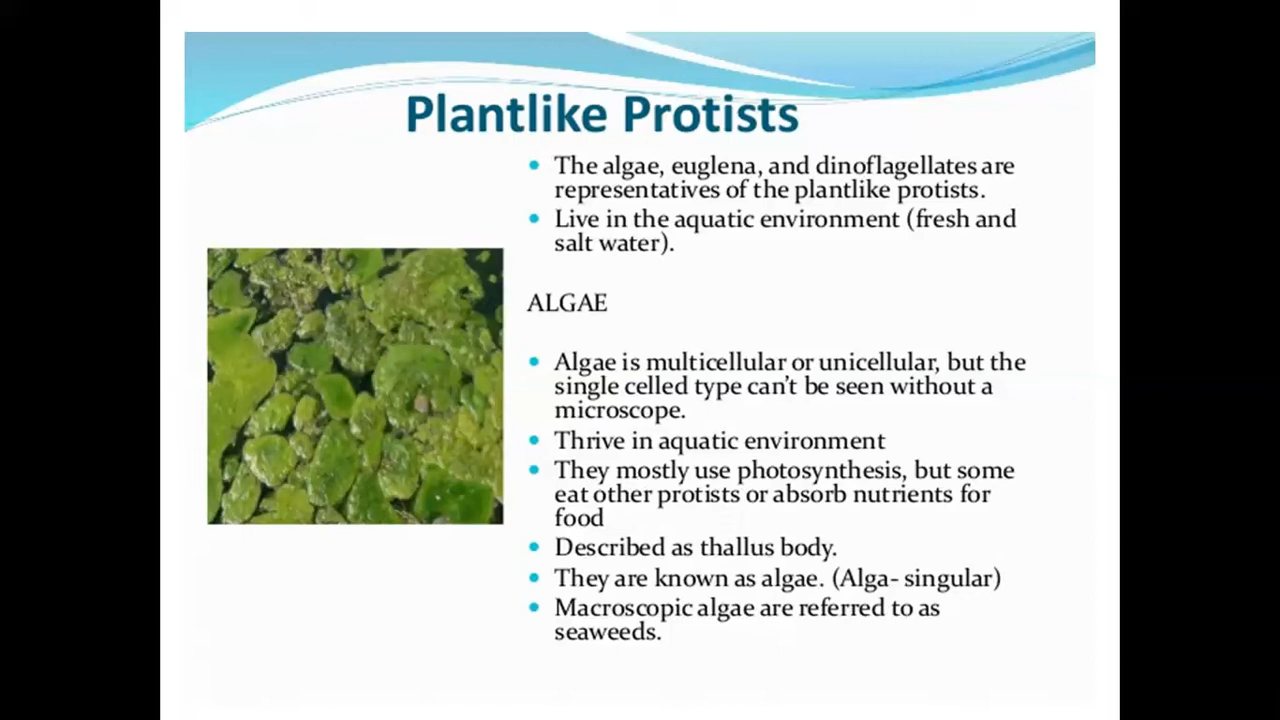 Plantlike Protists
• The algae, euglena, and dinoflagellates are
representatives of the plantlike protists.
• Live in the aquatic environment (fresh and
salt water).
ALGAE
• Algae is multicellular or unicellular, but the
single celled type can't be seen without a
microscope.
• Thrive in aquatic environment
• They mostly use photosynthesis, but some
eat other protists or absorb nutrients for
food
• Described as thallus body.
• They are known as algae. (Alga- singular)
• Macroscopic algae are referred to as
seaweeds.